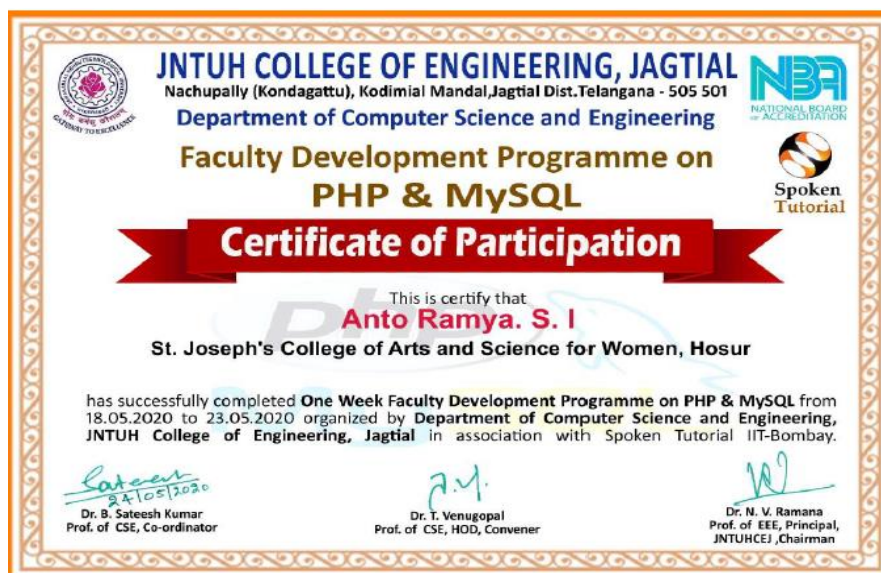 JNTUH COLLEGE OF ENGINEERING, JAGTIAL
Nachupally (Kondagattu), Kodimial Mandal,Jagtial Dist.Telangana - 505 501
Department of Computer Science and Engineering
GATEWAY TO EXCELLENCE
NBA
NATIONAL BOARD
OF ACCREDITATION
Faculty Development Programme on
PHP & MySQL
Spoken
Tutorial
Certificate of Participation
This is certify that
Anto Ramya. S. I
St. Joseph's College of Arts and Science for Women, Hosur
has successfully completed One Week Faculty Development Programme on PHP & MySQL from
18.05.2020 to 23.05.2020 organized by Department of Computer Science and Engineering,
JNTUH College of Engineering, Jagtial in association with Spoken Tutorial IIT-Bombay.
Sateesh
24/05/2020
Dr. B. Sateesh Kumar
Prof. of CSE, Co-ordinator
Dr. T. Venugopal
Prof. of CSE, HOD, Convener
Dr. N. V. Ramana
Prof. of EEE, Principal,
JNTUHCEJ ,Chairman